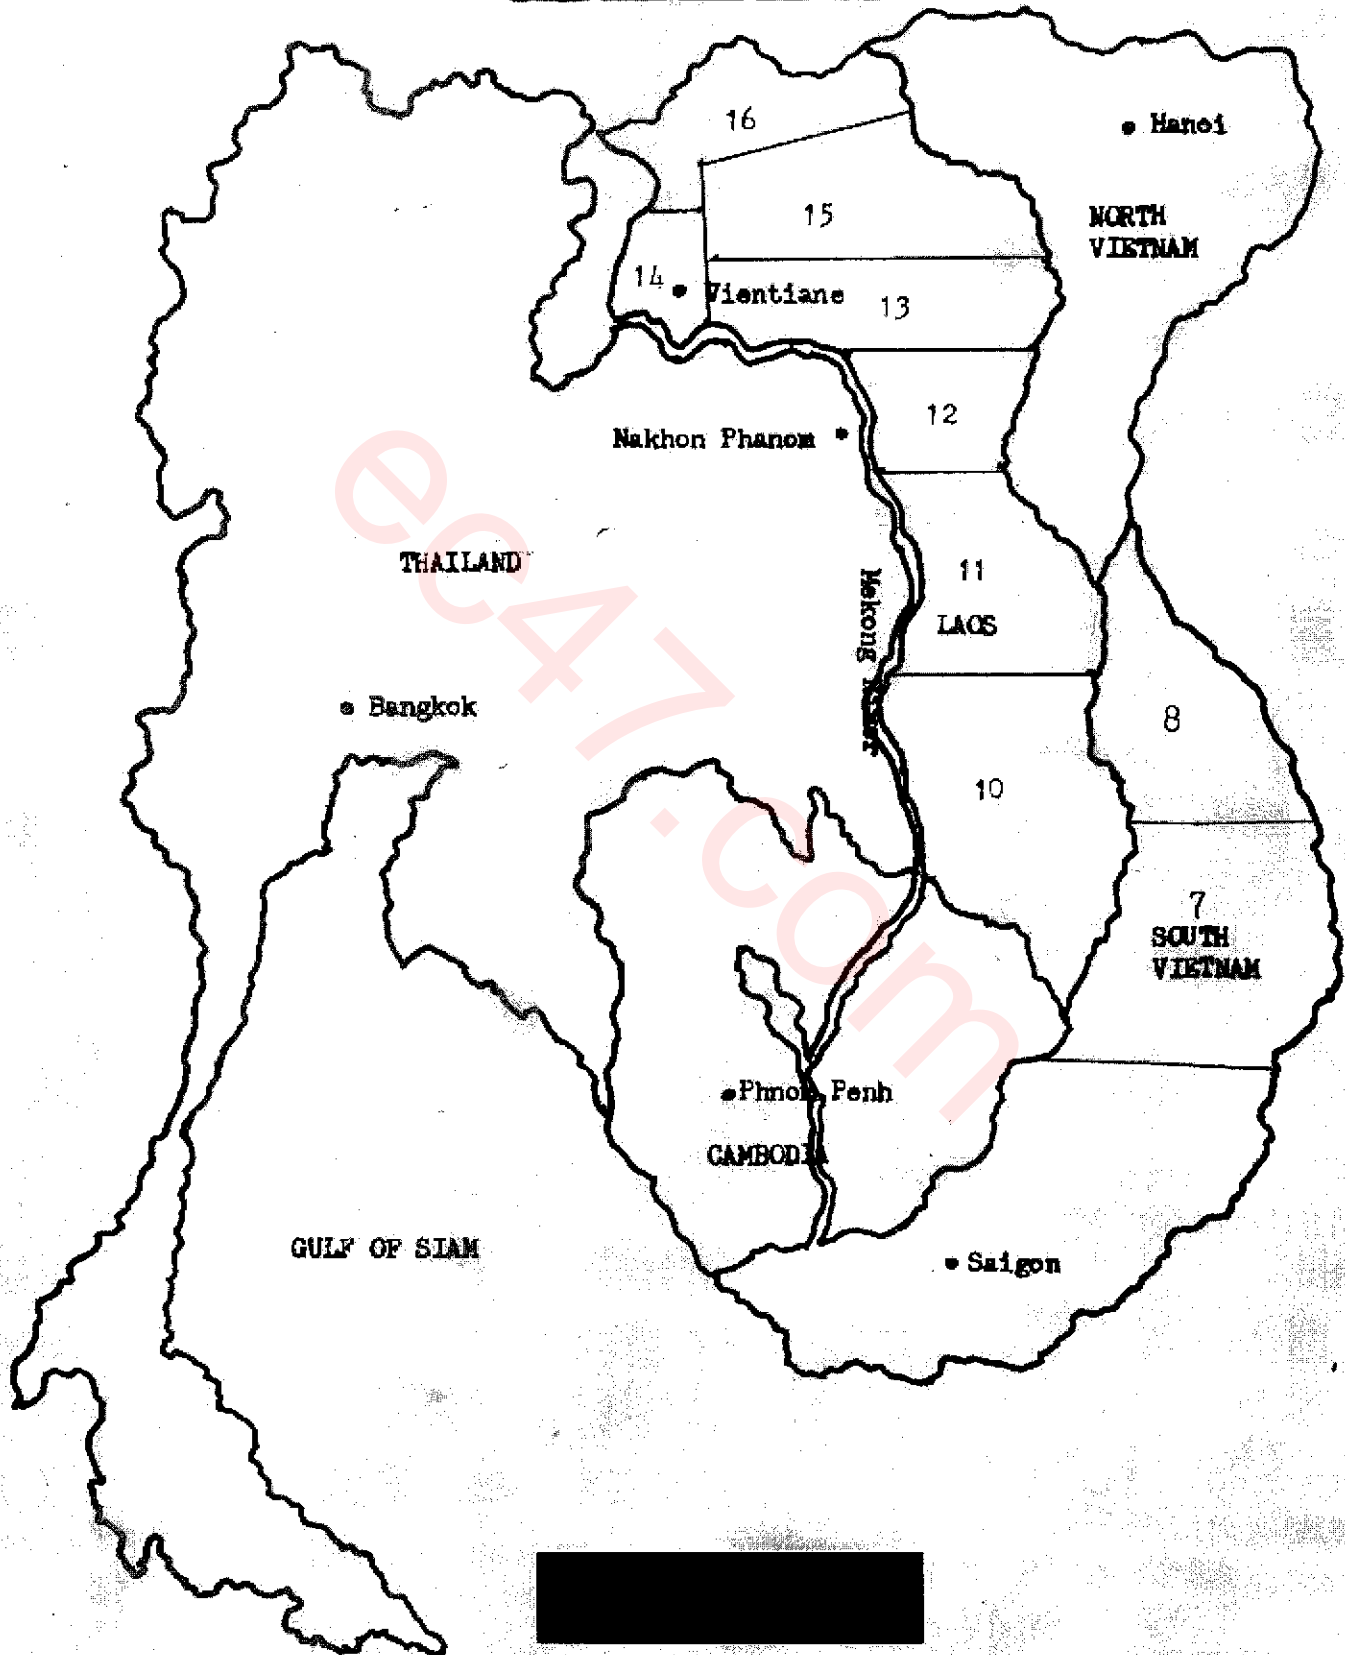 16
Hanoi
15
NORTH
VIETNAM
14
Vientiane
13
12
Nakhon Phanom
THAILAND
11
Mekong River
LAOS
Bangkok
8
10
7
SOUTH
VIETNAM
Phnom Penh
CAMBODIA
GULF OF SIAM
Saigon
ec47.com